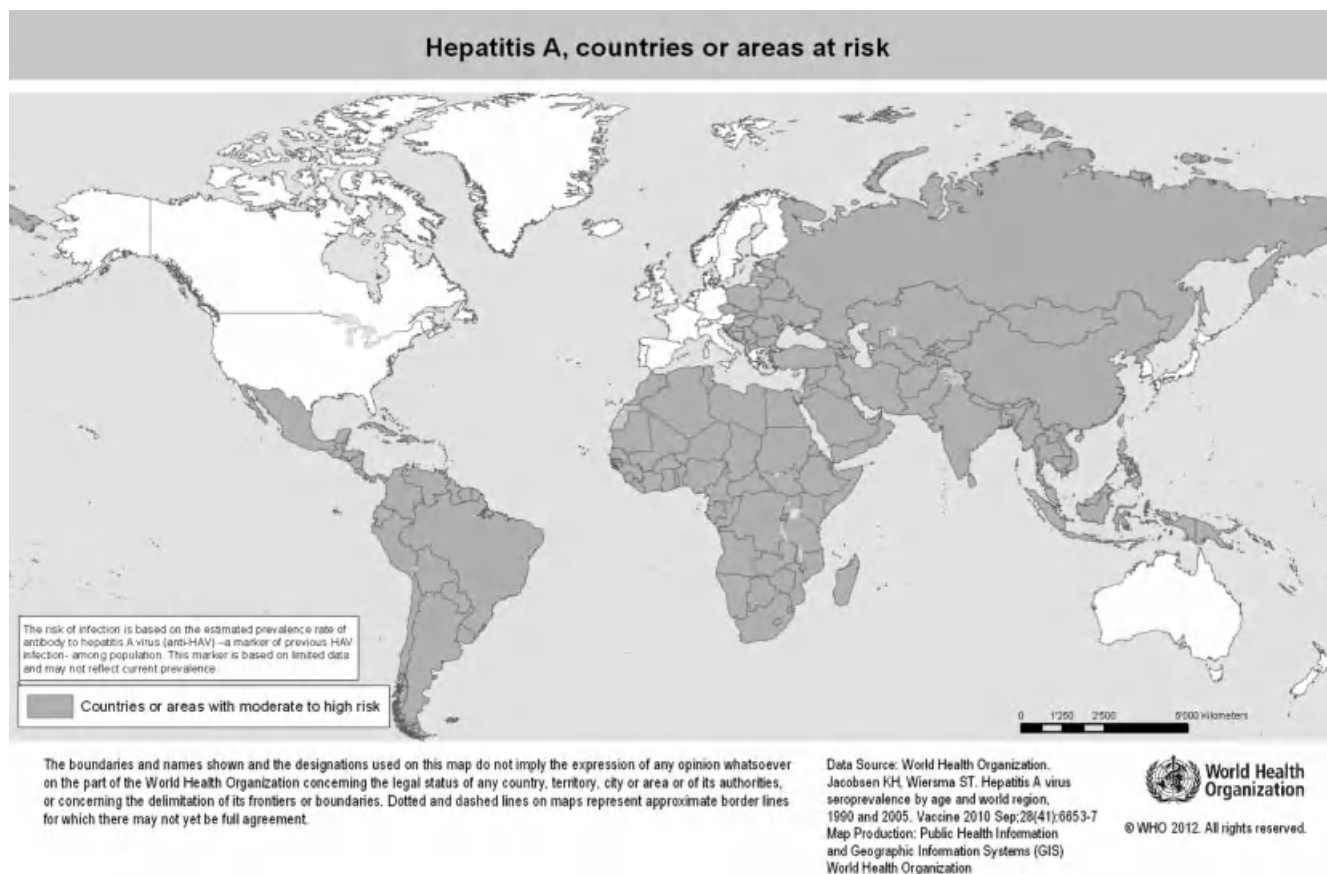 Hepatitis A, countries or areas at risk
The risk of infection is based on the estimated prevalence rate of
antibody to hepatitis A virus (anti-HAV) –a marker of previous HAV
infection- among population. This marker is based on limited data
and may not reflect current prevalence
Countries or areas with moderate to high risk
0 1'250 2'500 5'000 Kilometers
The boundaries and names shown and the designations used on this map do not imply the expression of any opinion whatsoever
on the part of the World Health Organization concerning the legal status of any country, territory, city or area or of its authorities,
or concerning the delimitation of its frontiers or boundaries. Dotted and dashed lines on maps represent approximate border lines
for which there may not yet be full agreement.
Data Source: World Health Organization.
Jacobsen KH, Wiersma ST. Hepatitis A virus
seroprevalence by age and world region,
1990 and 2005. Vaccine 2010 Sep;28(41):6653-7
Map Production: Public Health Information
and Geographic Information Systems (GIS)
World Health Organization
World Health
Organization
© WHO 2012. All rights reserved.